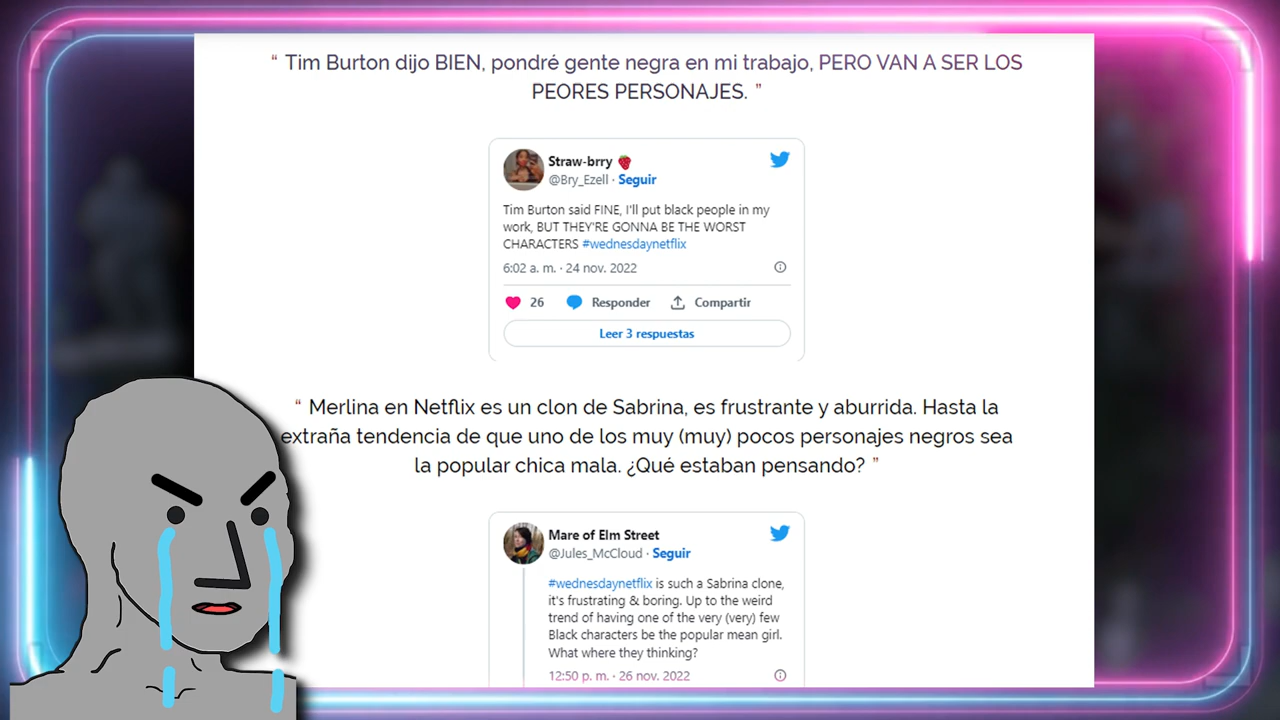 “ Tim Burton dijo BIEN, pondré gente negra en mi trabajo, PERO VAN A SER LOS
PEORES PERSONAJES. ”
Straw-brry 🍓
@Bry_Ezell · Seguir
Tim Burton said FINE, I'll put black people in my
work, BUT THEY'RE GONNA BE THE WORST
CHARACTERS #wednesdaynetflix
6:02 a. m. · 24 nov. 2022
26 Responder Compartir
Leer 3 respuestas
“ Merlina en Netflix es un clon de Sabrina, es frustrante y aburrida. Hasta la
extraña tendencia de que uno de los muy (muy) pocos personajes negros sea
la popular chica mala. ¿Qué estaban pensando? ”
Mare of Elm Street
@Jules_McCloud · Seguir
#wednesdaynetflix is such a Sabrina clone,
it's frustrating & boring. Up to the weird
trend of having one of the very (very) few
Black characters be the popular mean girl.
What where they thinking?
12:50 p. m. · 26 nov. 2022